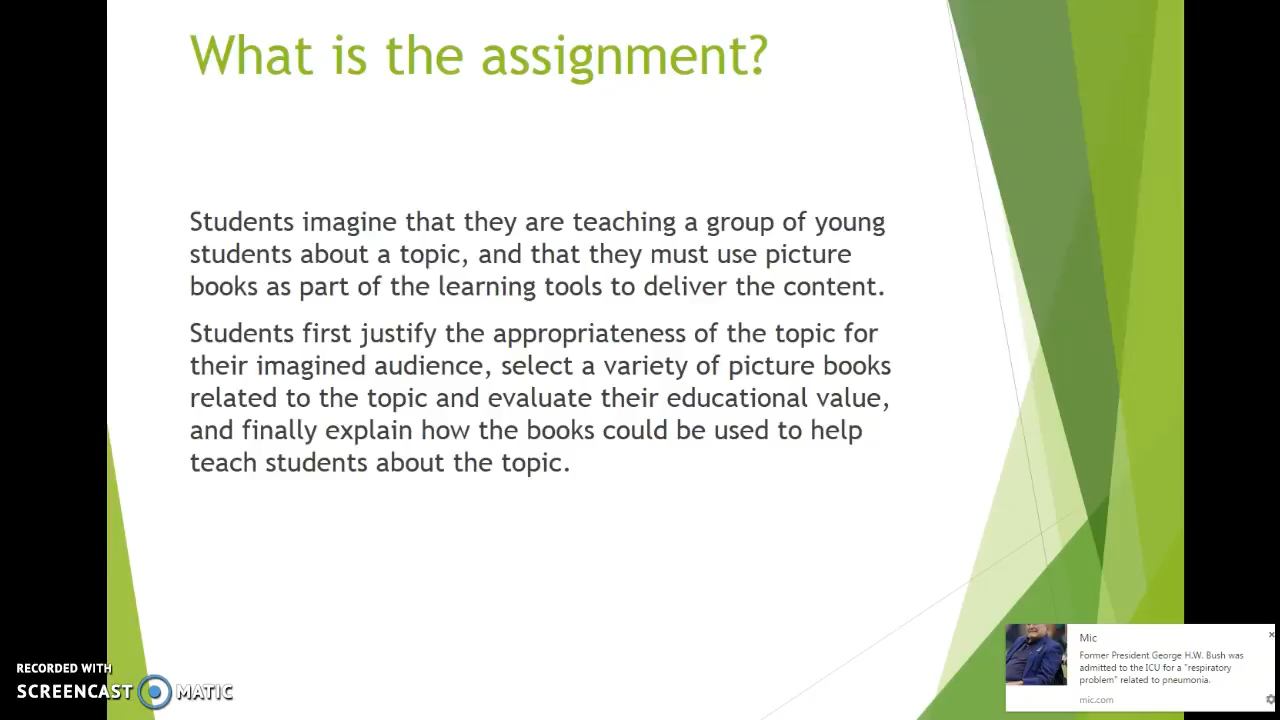 What is the assignment?
Students imagine that they are teaching a group of young
students about a topic, and that they must use picture
books as part of the learning tools to deliver the content.
Students first justify the appropriateness of the topic for
their imagined audience, select a variety of picture books
related to the topic and evaluate their educational value,
and finally explain how the books could be used to help
teach students about the topic.
Mic
Former President George H.W. Bush was
admitted to the ICU for a "respiratory
problem" related to pneumonia.
mic.com
RECORDED WITH
SCREENCAST MATIC